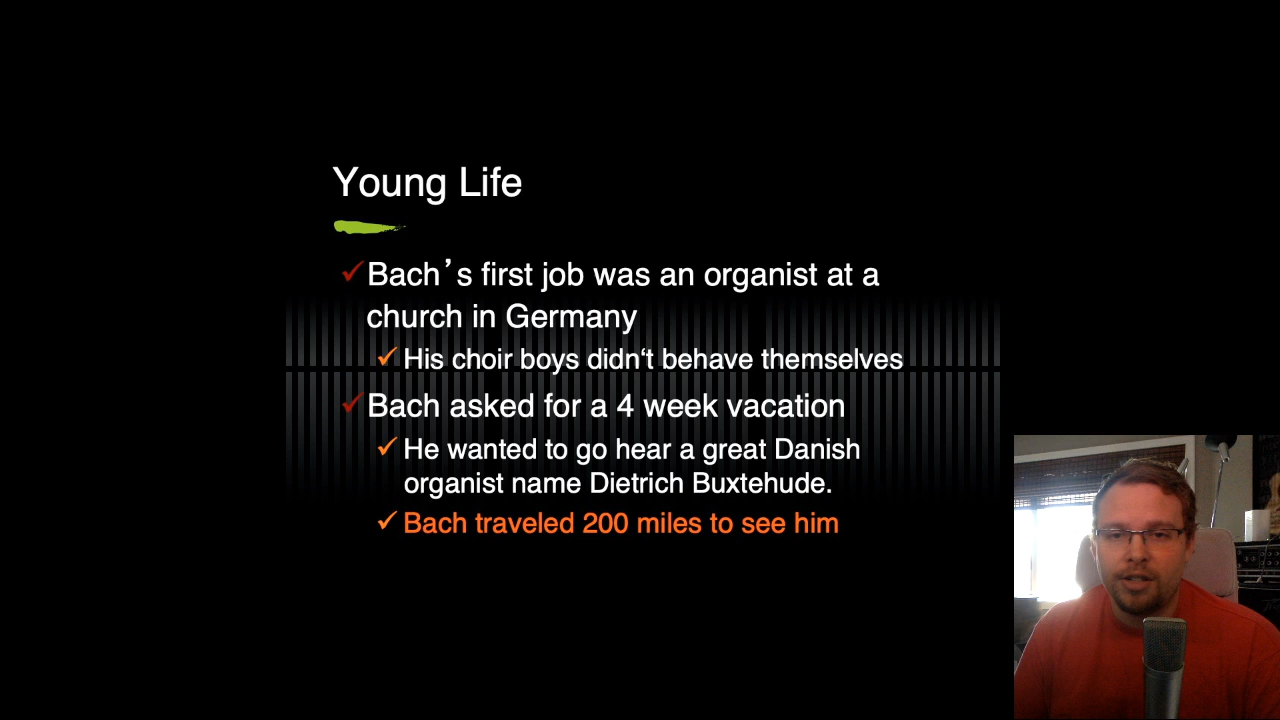 Young Life
Bach’s first job was an organist at a
church in Germany
His choir boys didn‘t behave themselves
Bach asked for a 4 week vacation
He wanted to go hear a great Danish
organist name Dietrich Buxtehude.
Bach traveled 200 miles to see him